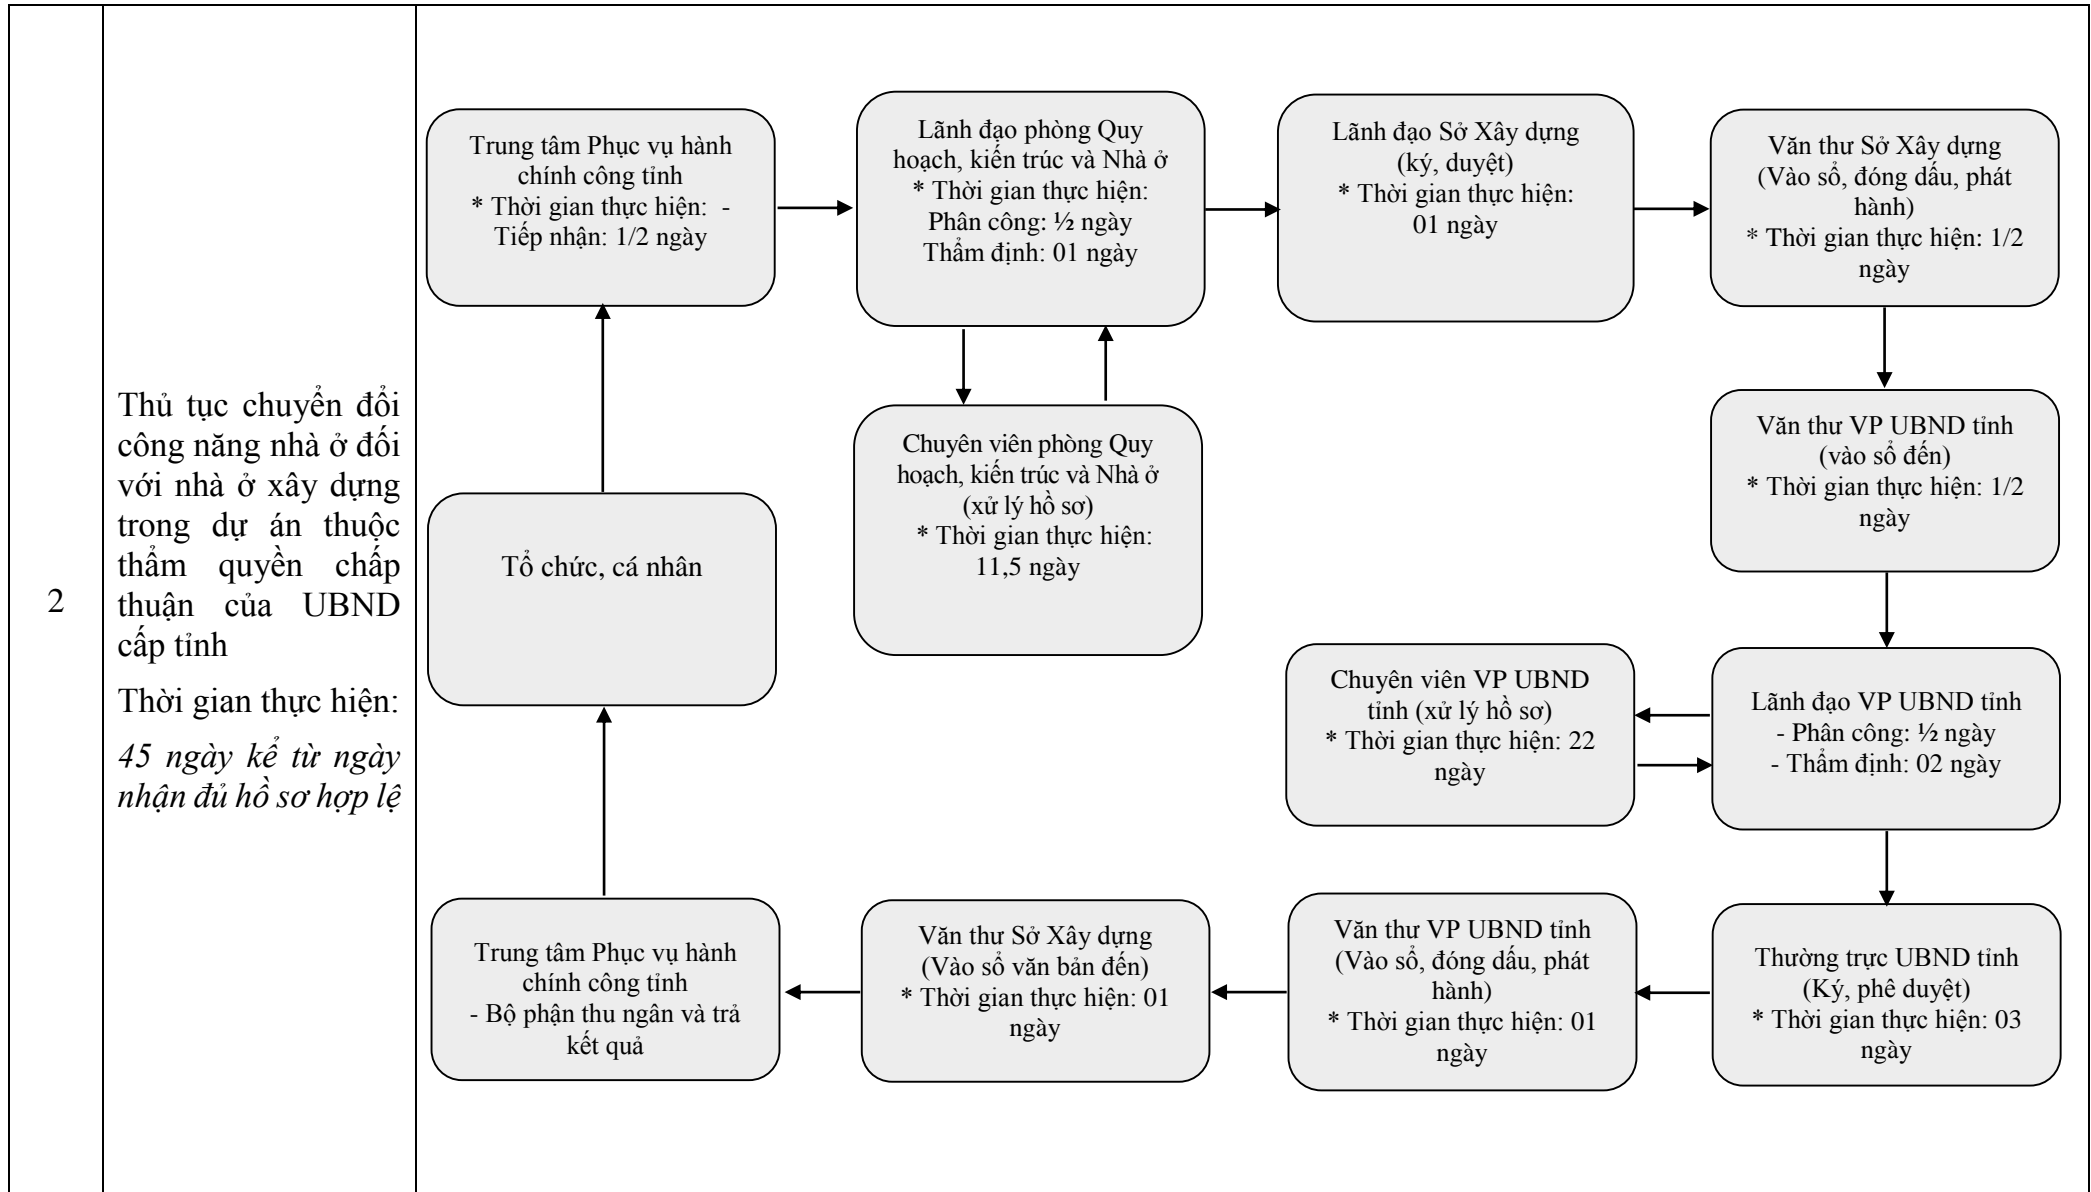 2
Thủ tục chuyển đổi
công năng nhà ở đối
với nhà ở xây dựng
trong dự án thuộc
thẩm quyền chấp
thuận của UBND
cấp tỉnh
Thời gian thực hiện:
45 ngày kể từ ngày
nhận đủ hồ sơ hợp lệ
Trung tâm Phục vụ hành
chính công tỉnh
* Thời gian thực hiện: -
Tiếp nhận: 1/2 ngày
Lãnh đạo phòng Quy
hoạch, kiến trúc và Nhà ở
* Thời gian thực hiện:
Phân công: ½ ngày
Thẩm định: 01 ngày
Lãnh đạo Sở Xây dựng
(ký, duyệt)
* Thời gian thực hiện:
01 ngày
Văn thư Sở Xây dựng
(Vào sổ, đóng dấu, phát
hành)
* Thời gian thực hiện: 1/2
ngày
Chuyên viên phòng Quy
hoạch, kiến trúc và Nhà ở
(xử lý hồ sơ)
* Thời gian thực hiện:
11,5 ngày
Văn thư VP UBND tỉnh
(vào sổ đến)
* Thời gian thực hiện: 1/2
ngày
Tổ chức, cá nhân
Chuyên viên VP UBND
tỉnh (xử lý hồ sơ)
* Thời gian thực hiện: 22
ngày
Lãnh đạo VP UBND tỉnh
- Phân công: ½ ngày
- Thẩm định: 02 ngày
Trung tâm Phục vụ hành
chính công tỉnh
- Bộ phận thu ngân và trả
kết quả
Văn thư Sở Xây dựng
(Vào sổ văn bản đến)
* Thời gian thực hiện: 01
ngày
Văn thư VP UBND tỉnh
(Vào sổ, đóng dấu, phát
hành)
* Thời gian thực hiện: 01
ngày
Thường trực UBND tỉnh
(Ký, phê duyệt)
* Thời gian thực hiện: 03
ngày